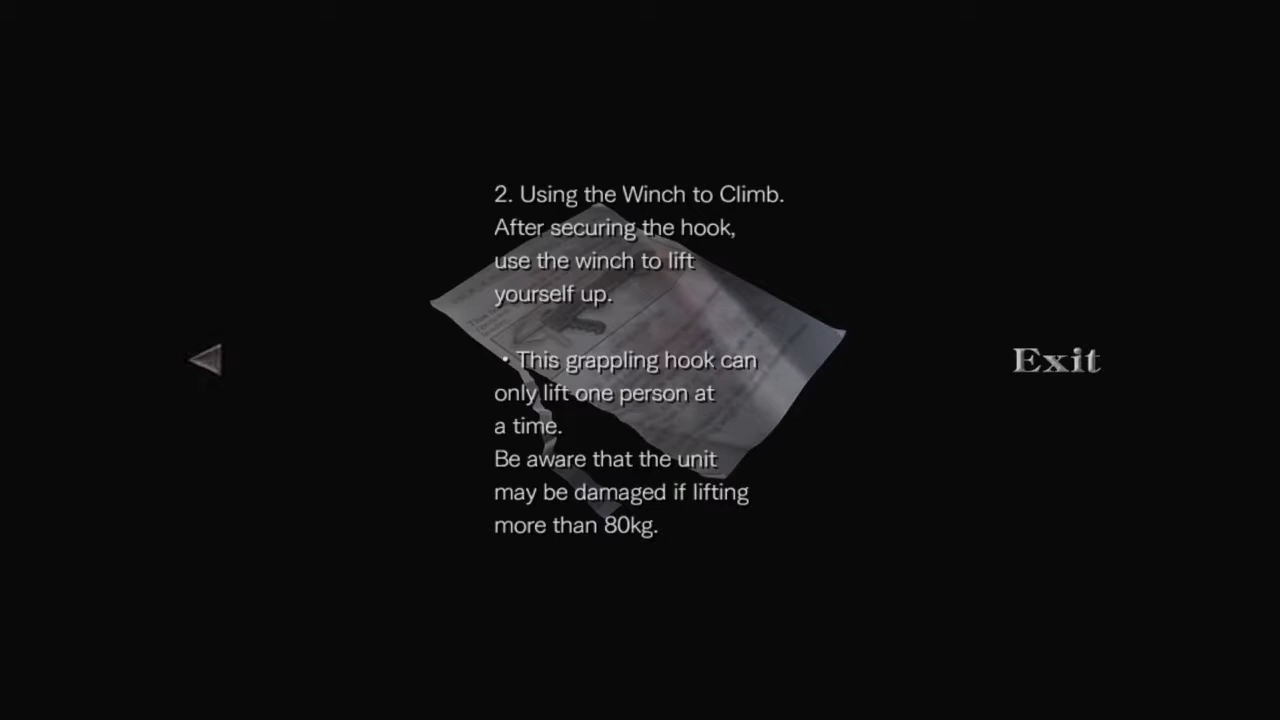 2. Using the Winch to Climb.
After securing the hook,
use the winch to lift
yourself up.
・This grappling hook can
only lift one person at
a time.
Be aware that the unit
may be damaged if lifting
more than 80kg.
Exit